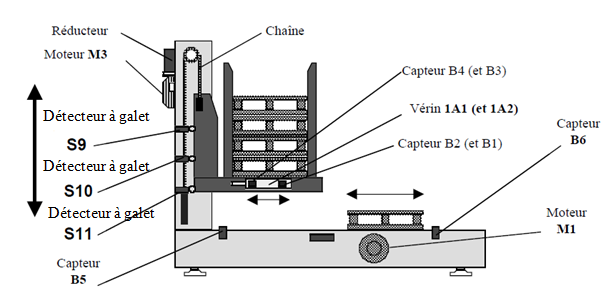 Réducteur
Moteur M3
Chaîne
Capteur B4 (et B3)
Vérin 1A1 (et 1A2)
Capteur B2 (et B1)
Capteur
B6
Détecteur à galet
S9
Détecteur à galet
S10
Détecteur à galet
S11
Moteur
M1
Capteur
B5